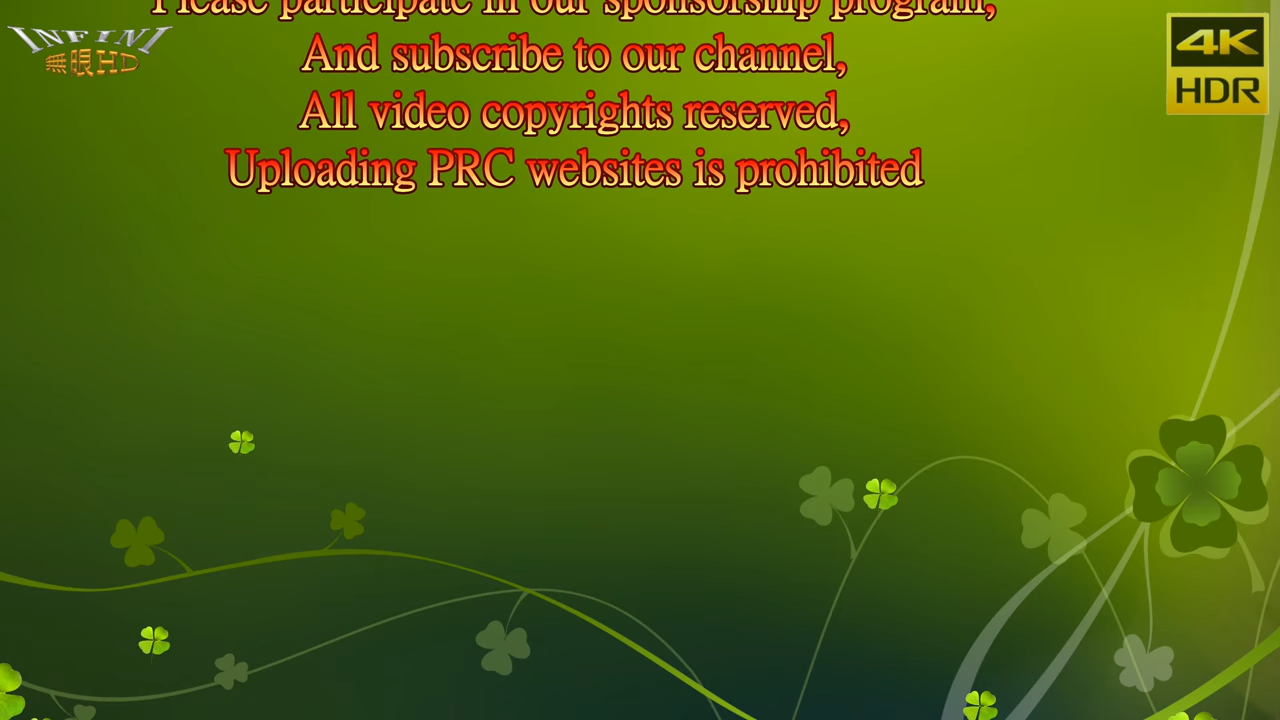 Please participate in our sponsorship program,
And subscribe to our channel,
All video copyrights reserved,
Uploading PRC websites is prohibited
INFINI
無限HD
4K
HDR